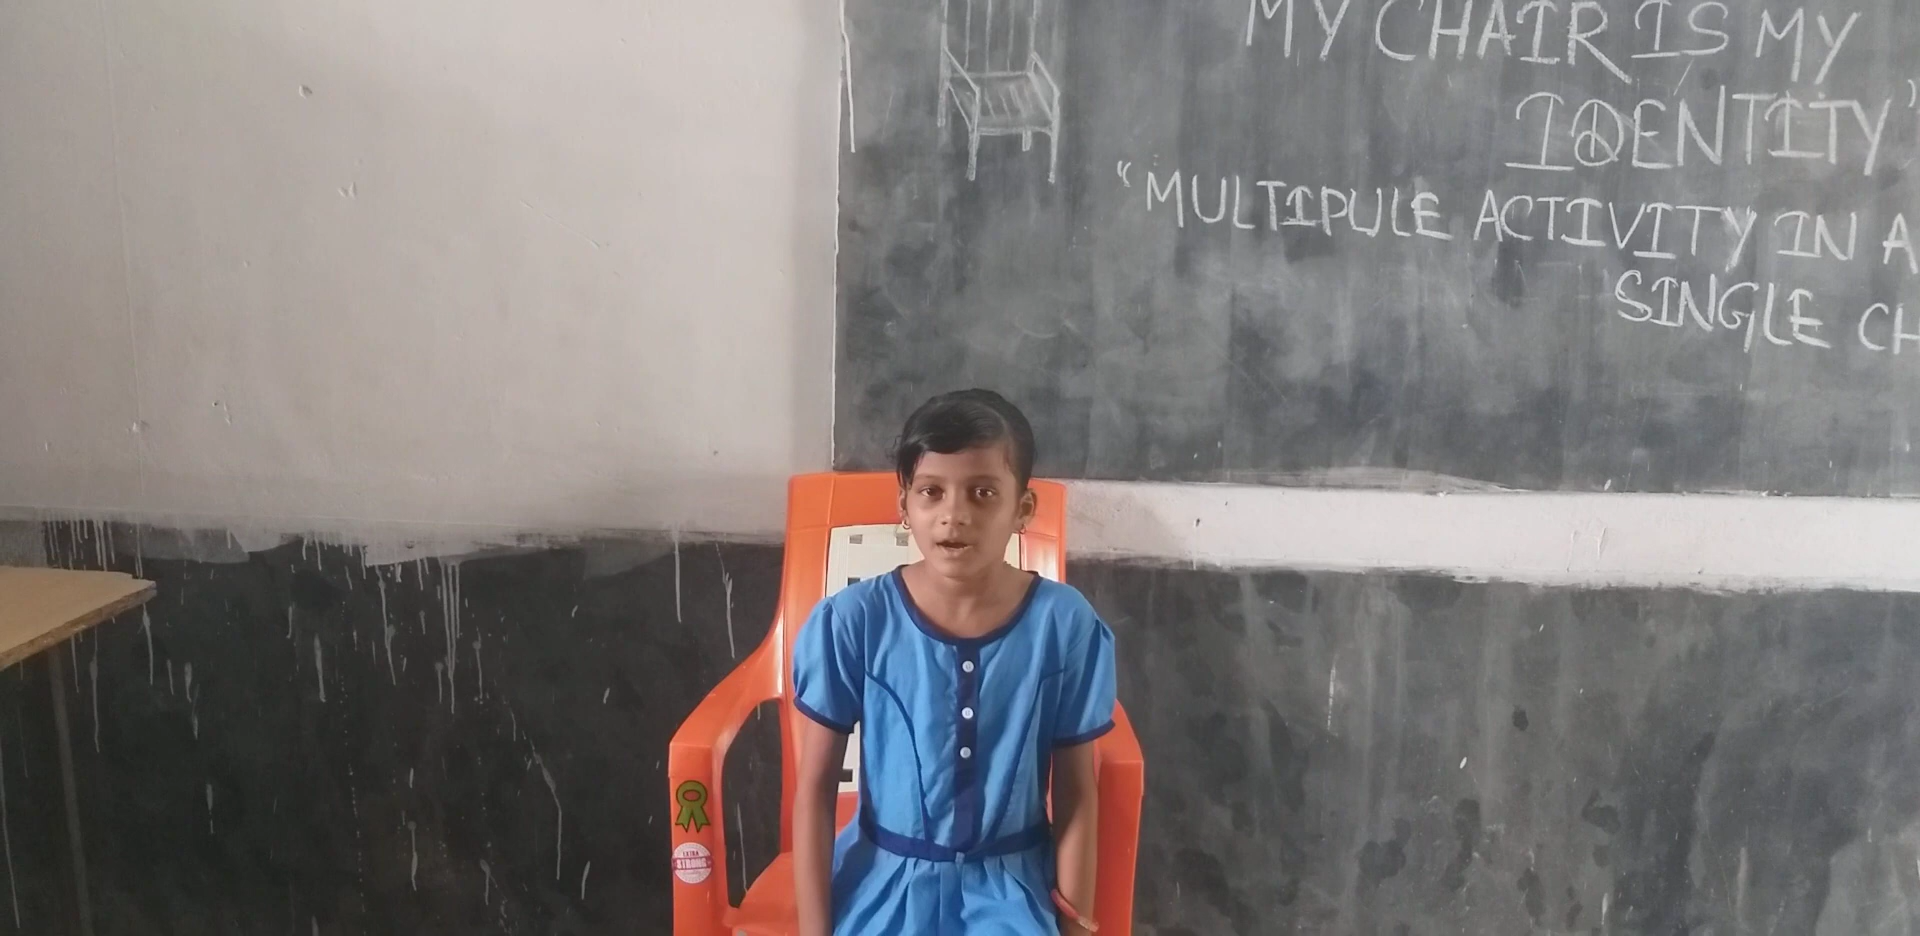 MY CHAIR IS MY
IDENTITY"
"MULTIPULE ACTIVITY IN A
SINGLE CH
EXTRA
STRONG